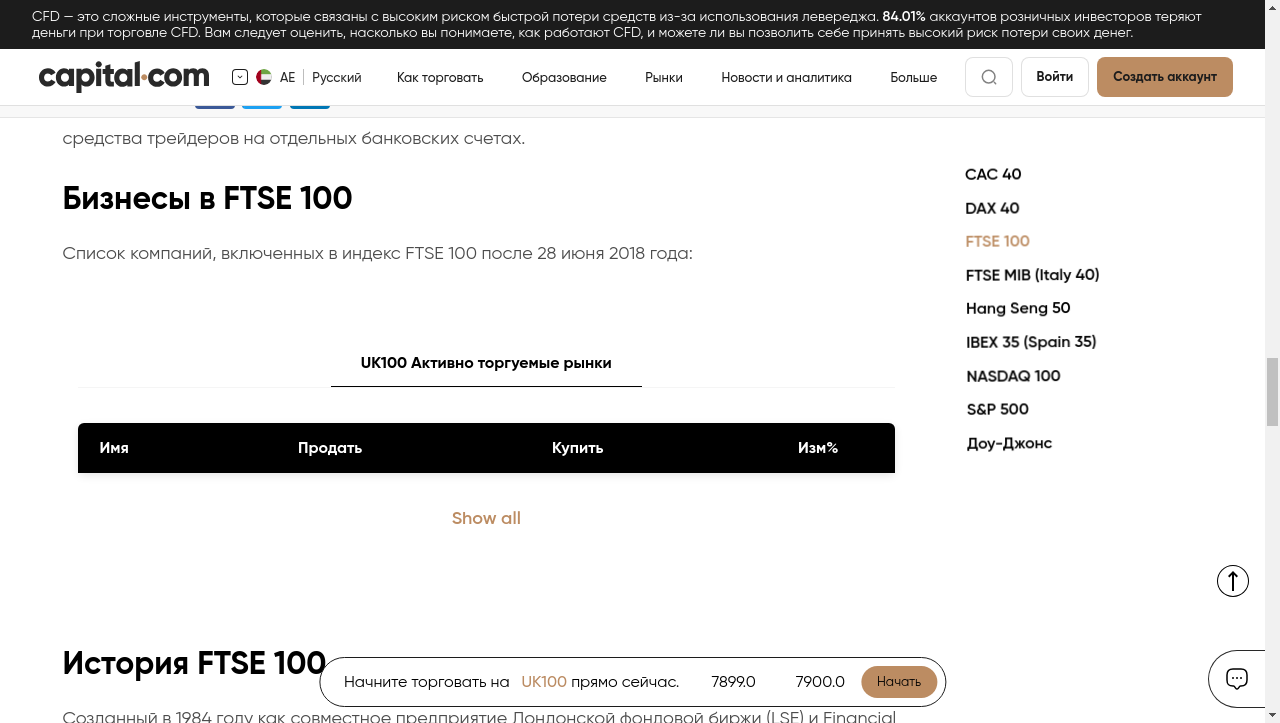 CFD — это сложные инструменты, которые связаны с высоким риском быстрой потери средств из-за использования левереджа. 84.01% аккаунтов розничных инвесторов теряют
деньги при торговле CFD. Вам следует оценить, насколько вы понимаете, как работают CFD, и можете ли вы позволить себе принять высокий риск потери своих денег.
capital.com AE Русский Как торговать Образование Рынки Новости и аналитика Больше Войти Создать аккаунт
средства трейдеров на отдельных банковских счетах.
Бизнесы в FTSE 100
Список компаний, включенных в индекс FTSE 100 после 28 июня 2018 года:
UK100 Активно торгуемые рынки
Имя Продать Купить Изм%
Show all
CAC 40
DAX 40
FTSE 100
FTSE MIB (Italy 40)
Hang Seng 50
IBEX 35 (Spain 35)
NASDAQ 100
S&P 500
Доу-Джонс
История FTSE 100
Начните торговать на UK100 прямо сейчас. 7899.0 7900.0 Начать
Созданный в 1984 году как совместное предприятие Лондонской фондовой биржи (LSE) и Financial